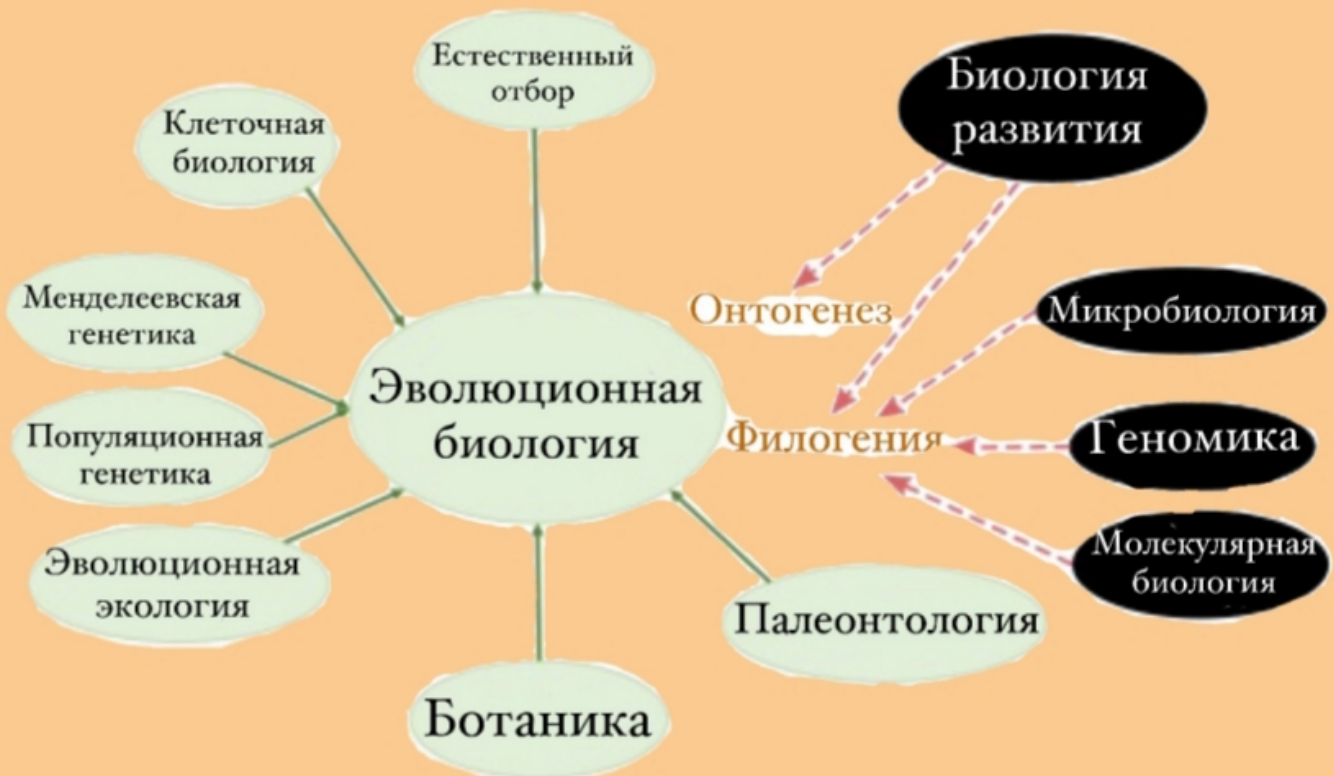 Естественный
отбор
Биология
развития
Клеточная
биология
Менделеевская
генетика
Онтогенез
Микробиология
Эволюционная
биология
Популяционная
генетика
Филогения
Геномика
Эволюционная
экология
Молекулярная
биология
Палеонтология
Ботаника